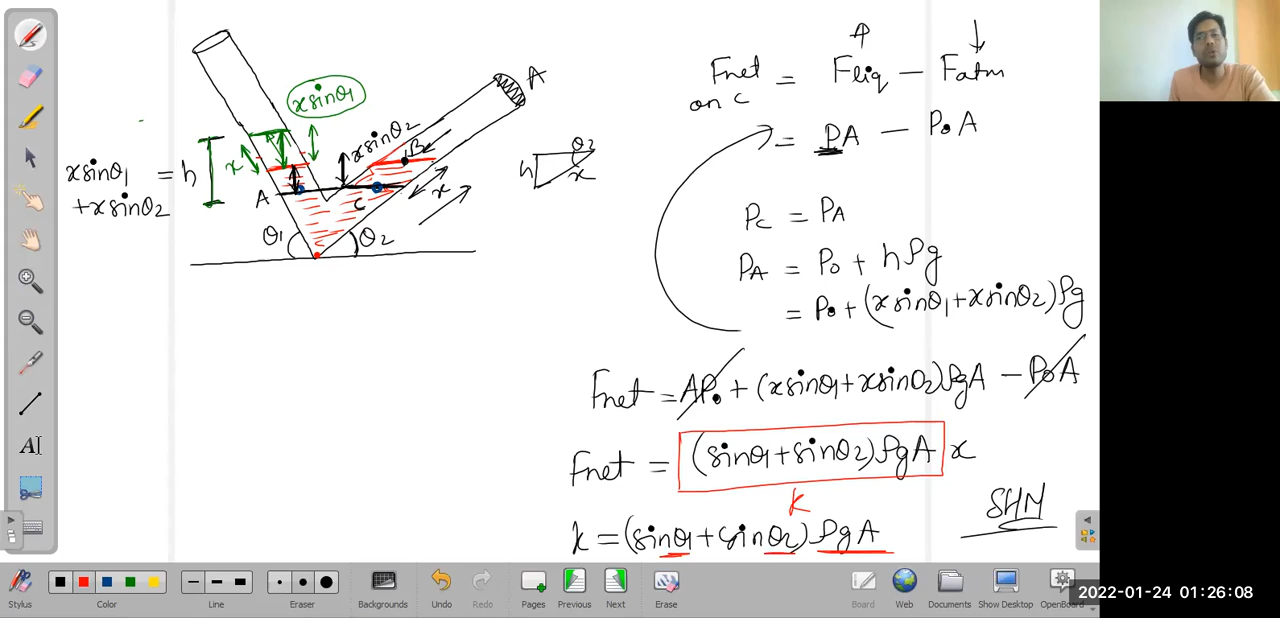 x sinθ1
A
Fnet on c = Fliq − Fatm
x sinθ2
= PA − P0A
B
θ2
x
h
x
x sinθ1 = h
+ x sinθ2
A
C
x
θ1
θ2
PC = PA
PA = P0 + hρg
= P0 + (x sinθ1 + x sinθ2)ρg
Fnet = AP0 + (x sinθ1 + x sinθ2)ρgA − P0A
Fnet = (sinθ1 + sinθ2)ρgA x
K
SHM
K = (sinθ1 + sinθ2) ρgA
Stylus
Color
Line
Eraser
Backgrounds
Undo
Redo
Pages
Previous
Next
Erase
Board
Web
Documents
Show Desktop
OpenBoard
2022-01-24 01:26:08